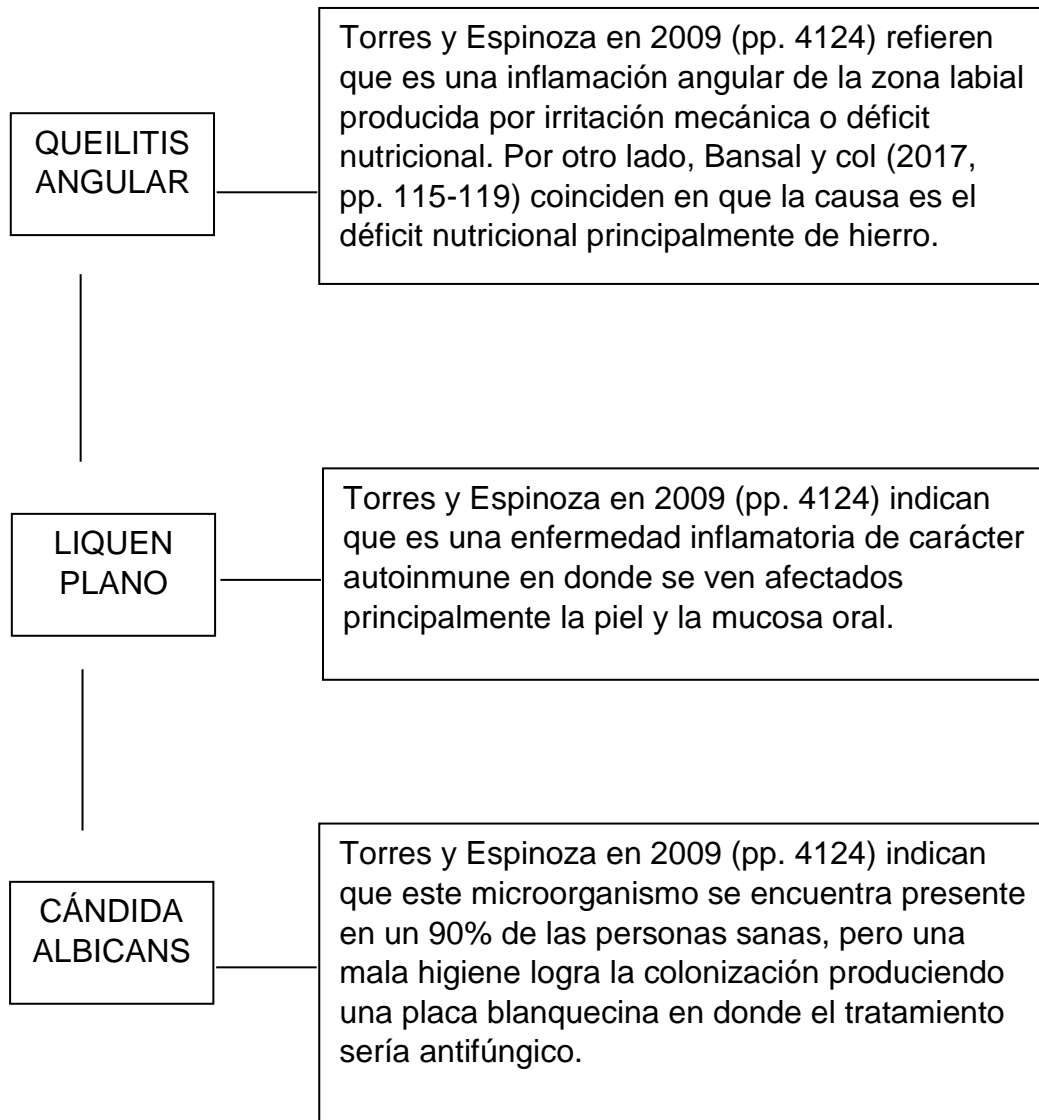 QUEILITIS
ANGULAR
Torres y Espinoza en 2009 (pp. 4124) refieren
que es una inflamación angular de la zona labial
producida por irritación mecánica o déficit
nutricional. Por otro lado, Bansal y col (2017,
pp. 115-119) coinciden en que la causa es el
déficit nutricional principalmente de hierro.
LIQUEN
PLANO
Torres y Espinoza en 2009 (pp. 4124) indican
que es una enfermedad inflamatoria de carácter
autoinmune en donde se ven afectados
principalmente la piel y la mucosa oral.
CÁNDIDA
ALBICANS
Torres y Espinoza en 2009 (pp. 4124) indican
que este microorganismo se encuentra presente
en un 90% de las personas sanas, pero una
mala higiene logra la colonización produciendo
una placa blanquecina en donde el tratamiento
sería antifúngico.